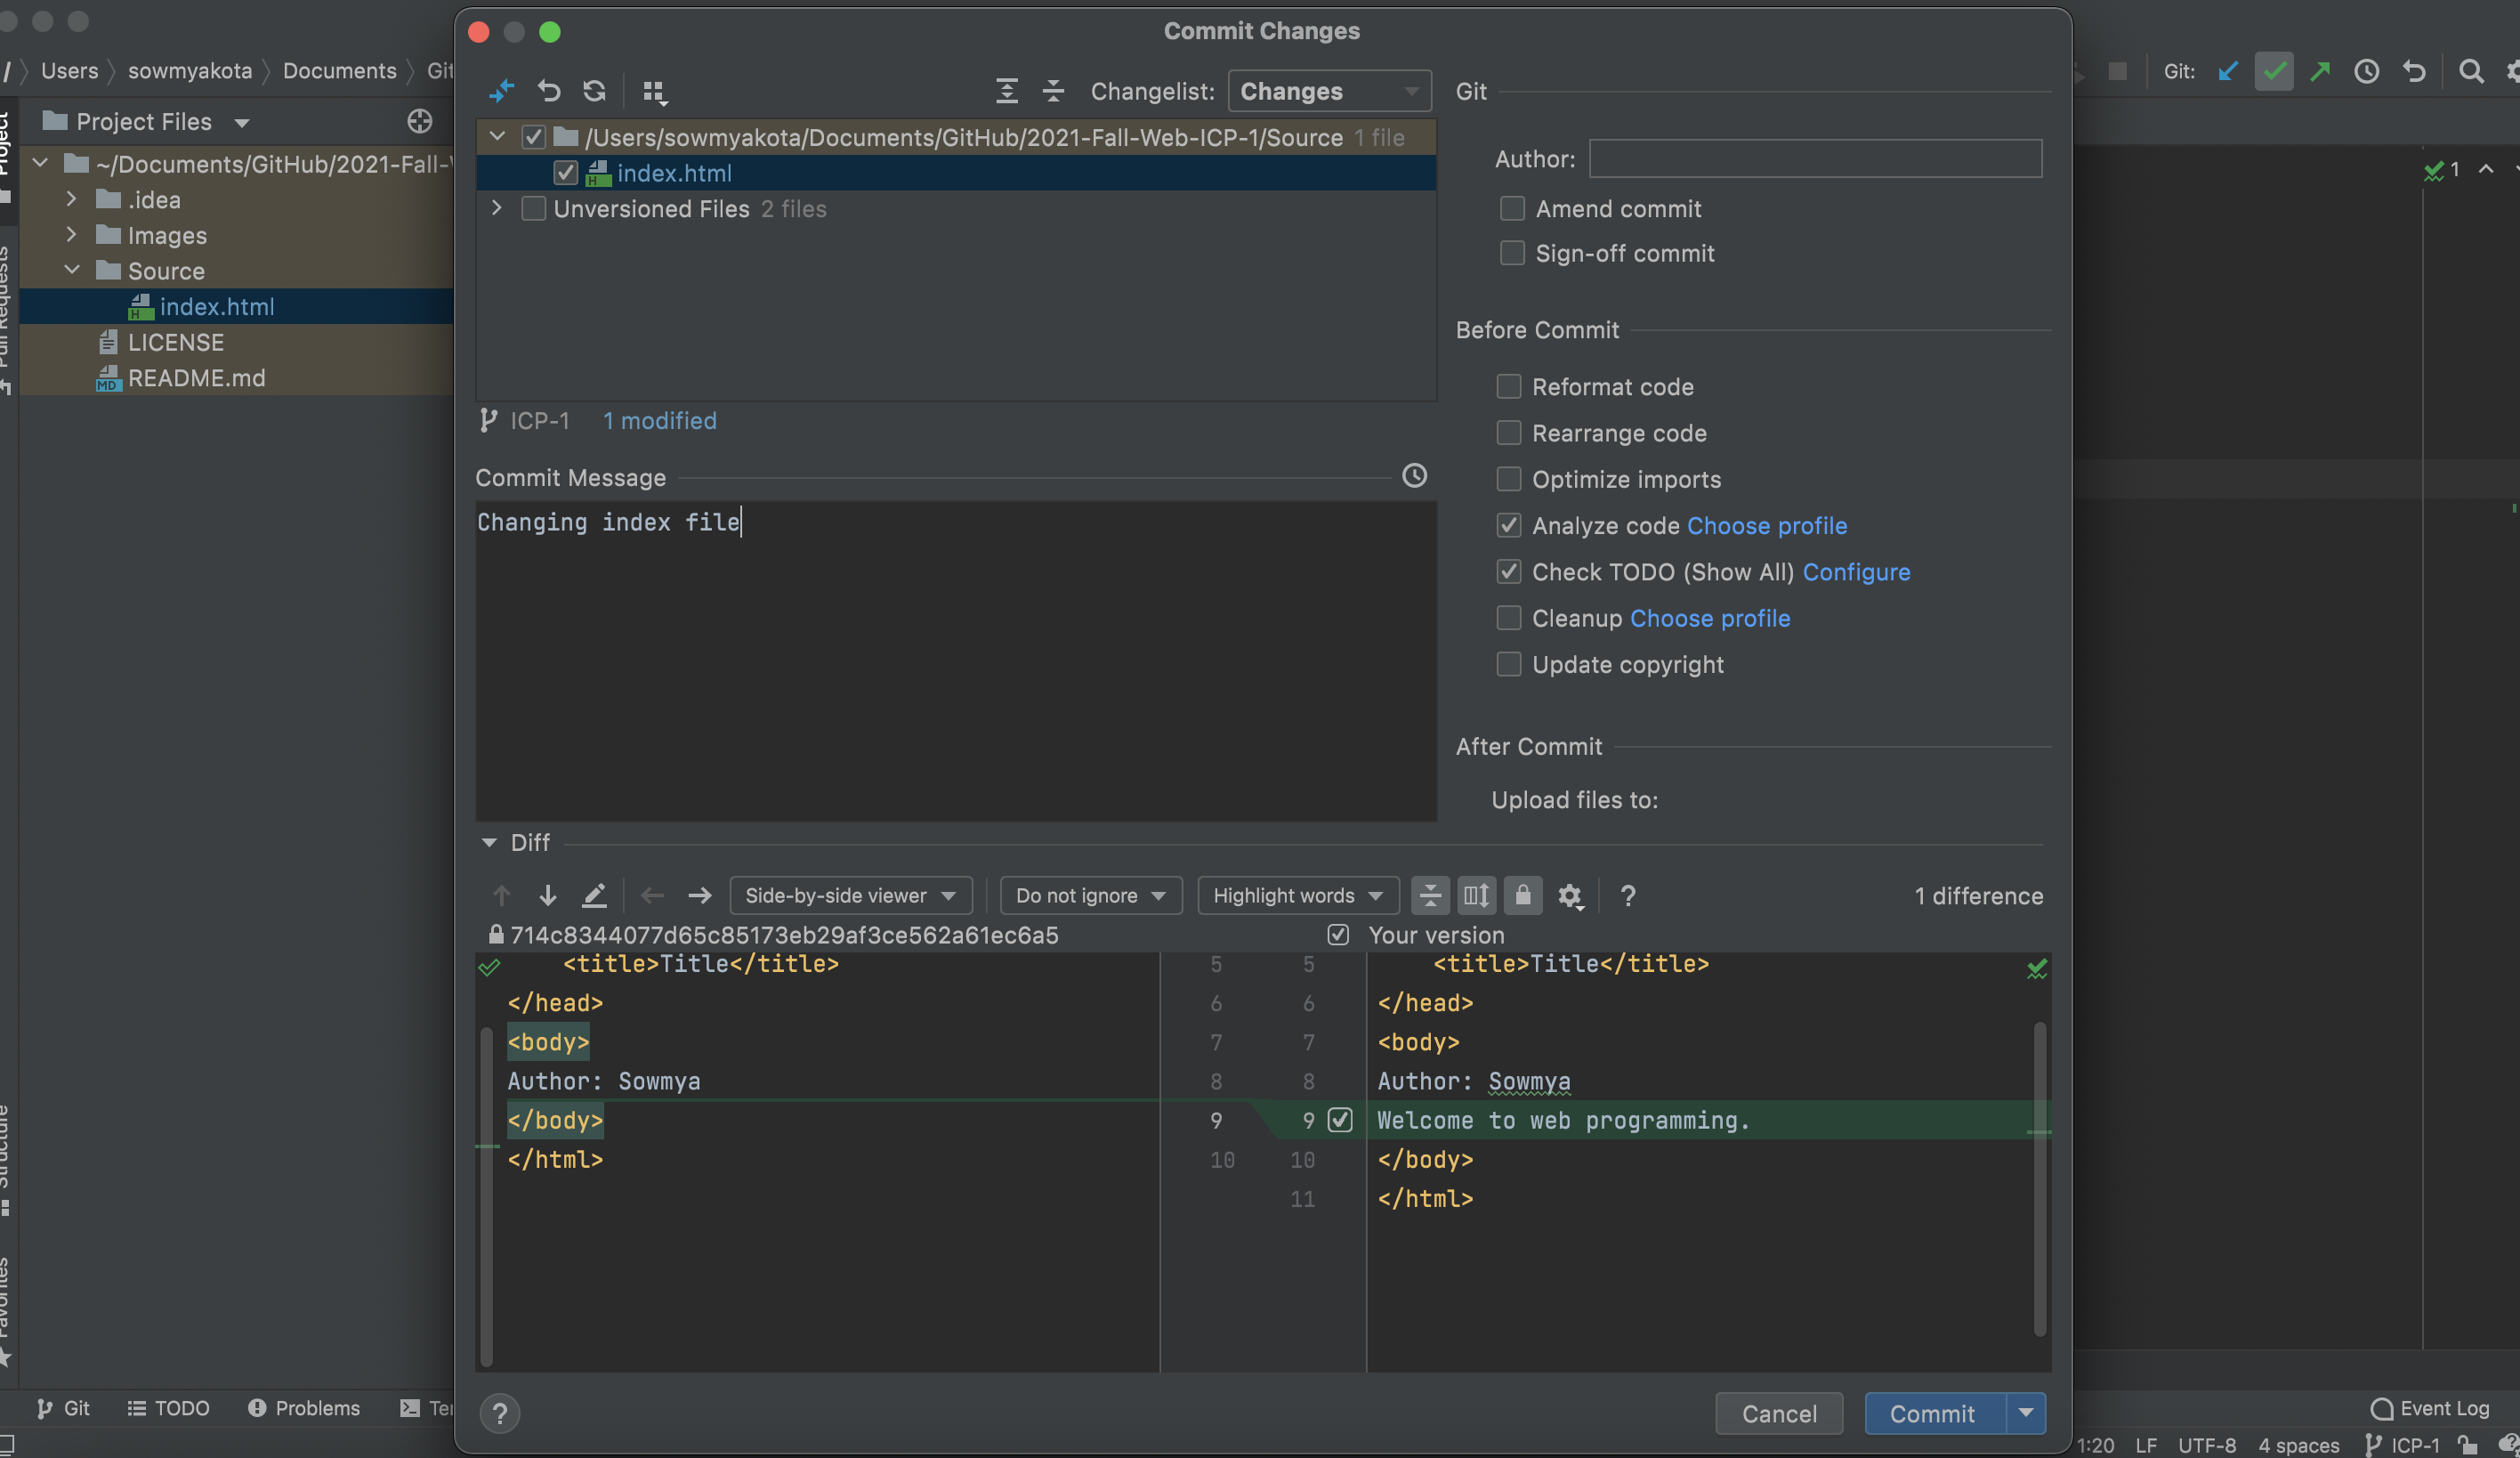 Commit Changes
/ Users sowmyakota Documents Git
Git:
Project Files
Project
Changelist: Changes
Git
~/Documents/GitHub/2021-Fall-
/Users/sowmyakota/Documents/GitHub/2021-Fall-Web-ICP-1/Source 1 file
Author:
1
index.html
.idea
Unversioned Files 2 files
Amend commit
Images
Sign-off commit
Source
Pull Requests
index.html
Before Commit
LICENSE
README.md
Reformat code
ICP-1 1 modified
Rearrange code
Commit Message
Optimize imports
Changing index file
Analyze code Choose profile
Check TODO (Show All) Configure
Cleanup Choose profile
Update copyright
After Commit
Upload files to:
Diff
Side-by-side viewer Do not ignore Highlight words ? 1 difference
714c8344077d65c85173eb29af3ce562a61ec6a5 Your version
<title>Title</title> 5 5 <title>Title</title>
</head> 6 6 </head>
<body> 7 7 <body>
Author: Sowmya 8 8 Author: Sowmya
</body> 9 9 Welcome to web programming.
</html> 10 10 </body>
11 </html>
Structure
Favorites
Git TODO Problems Ter
? Cancel Commit
Event Log
1:20 LF UTF-8 4 spaces ICP-1